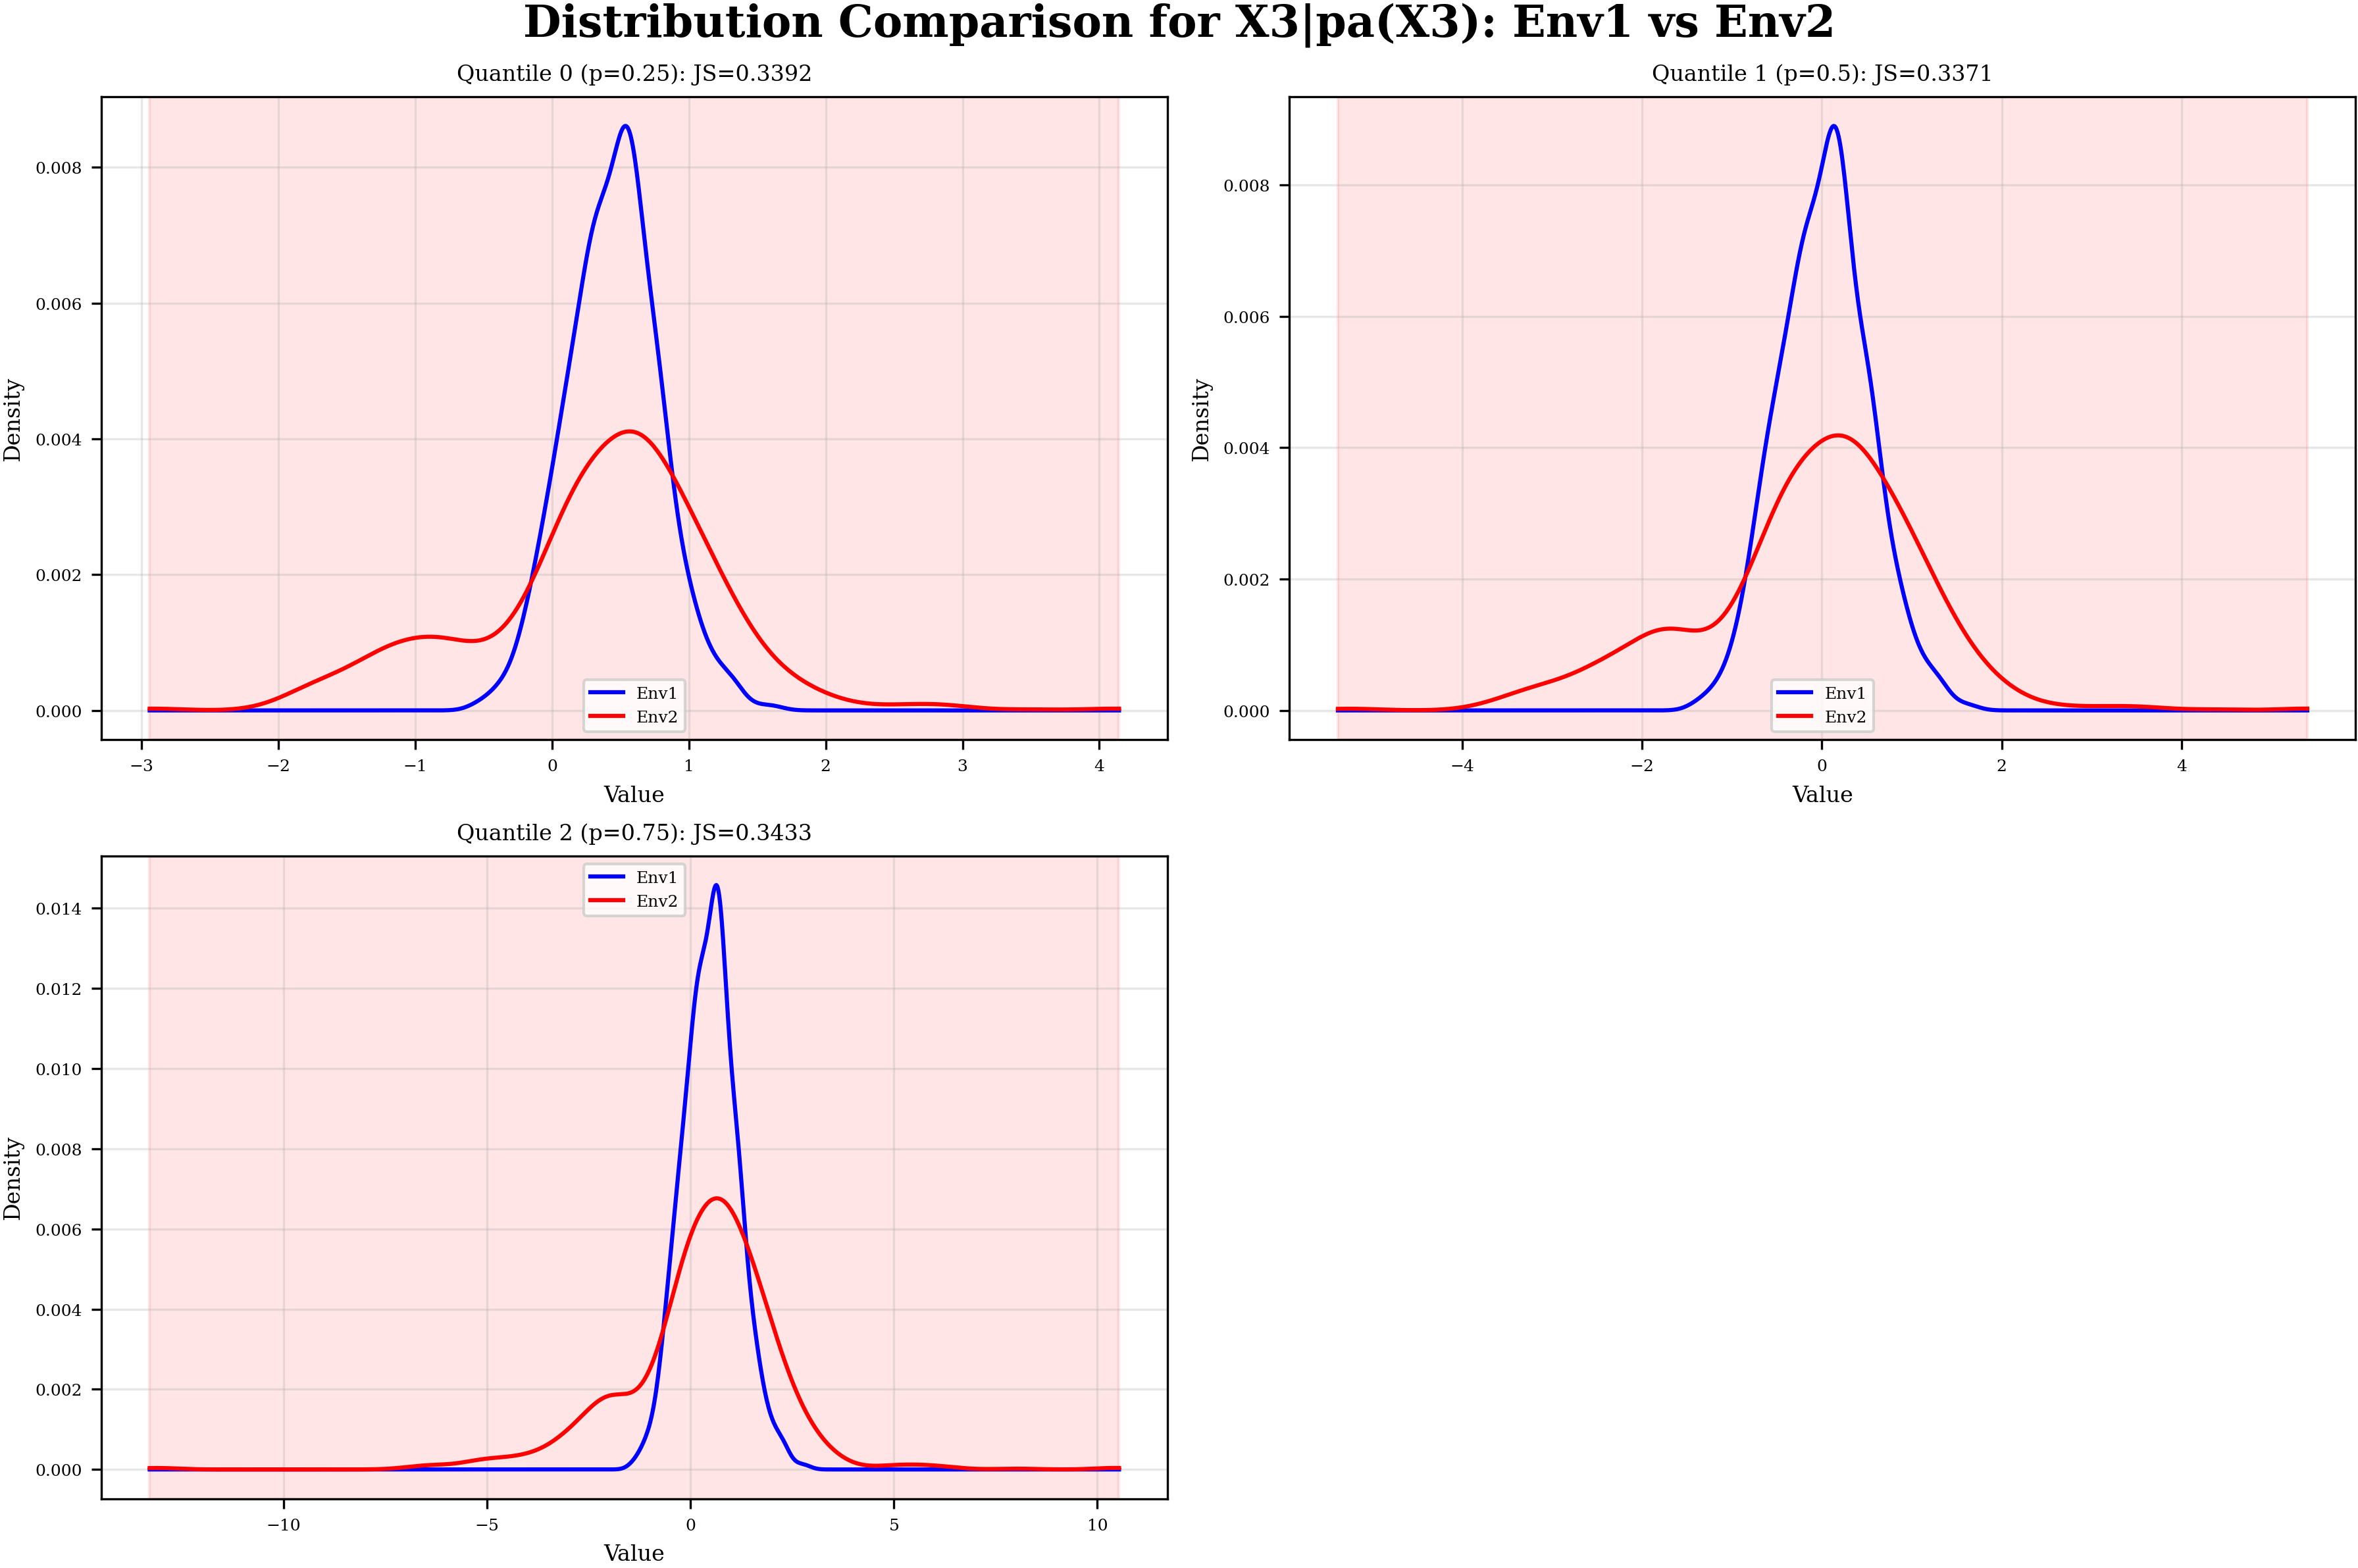 Distribution Comparison for X3|pa(X3): Env1 vs Env2
Quantile 0 (p=0.25): JS=0.3392
Density
0.008
0.006
0.004
0.002
0.000
Env1
Env2
−3 −2 −1 0 1 2 3 4
Value
Quantile 1 (p=0.5): JS=0.3371
Density
0.008
0.006
0.004
0.002
0.000
Env1
Env2
−4 −2 0 2 4
Value
Quantile 2 (p=0.75): JS=0.3433
Density
Env1
Env2
0.014
0.012
0.010
0.008
0.006
0.004
0.002
0.000
−10 −5 0 5 10
Value